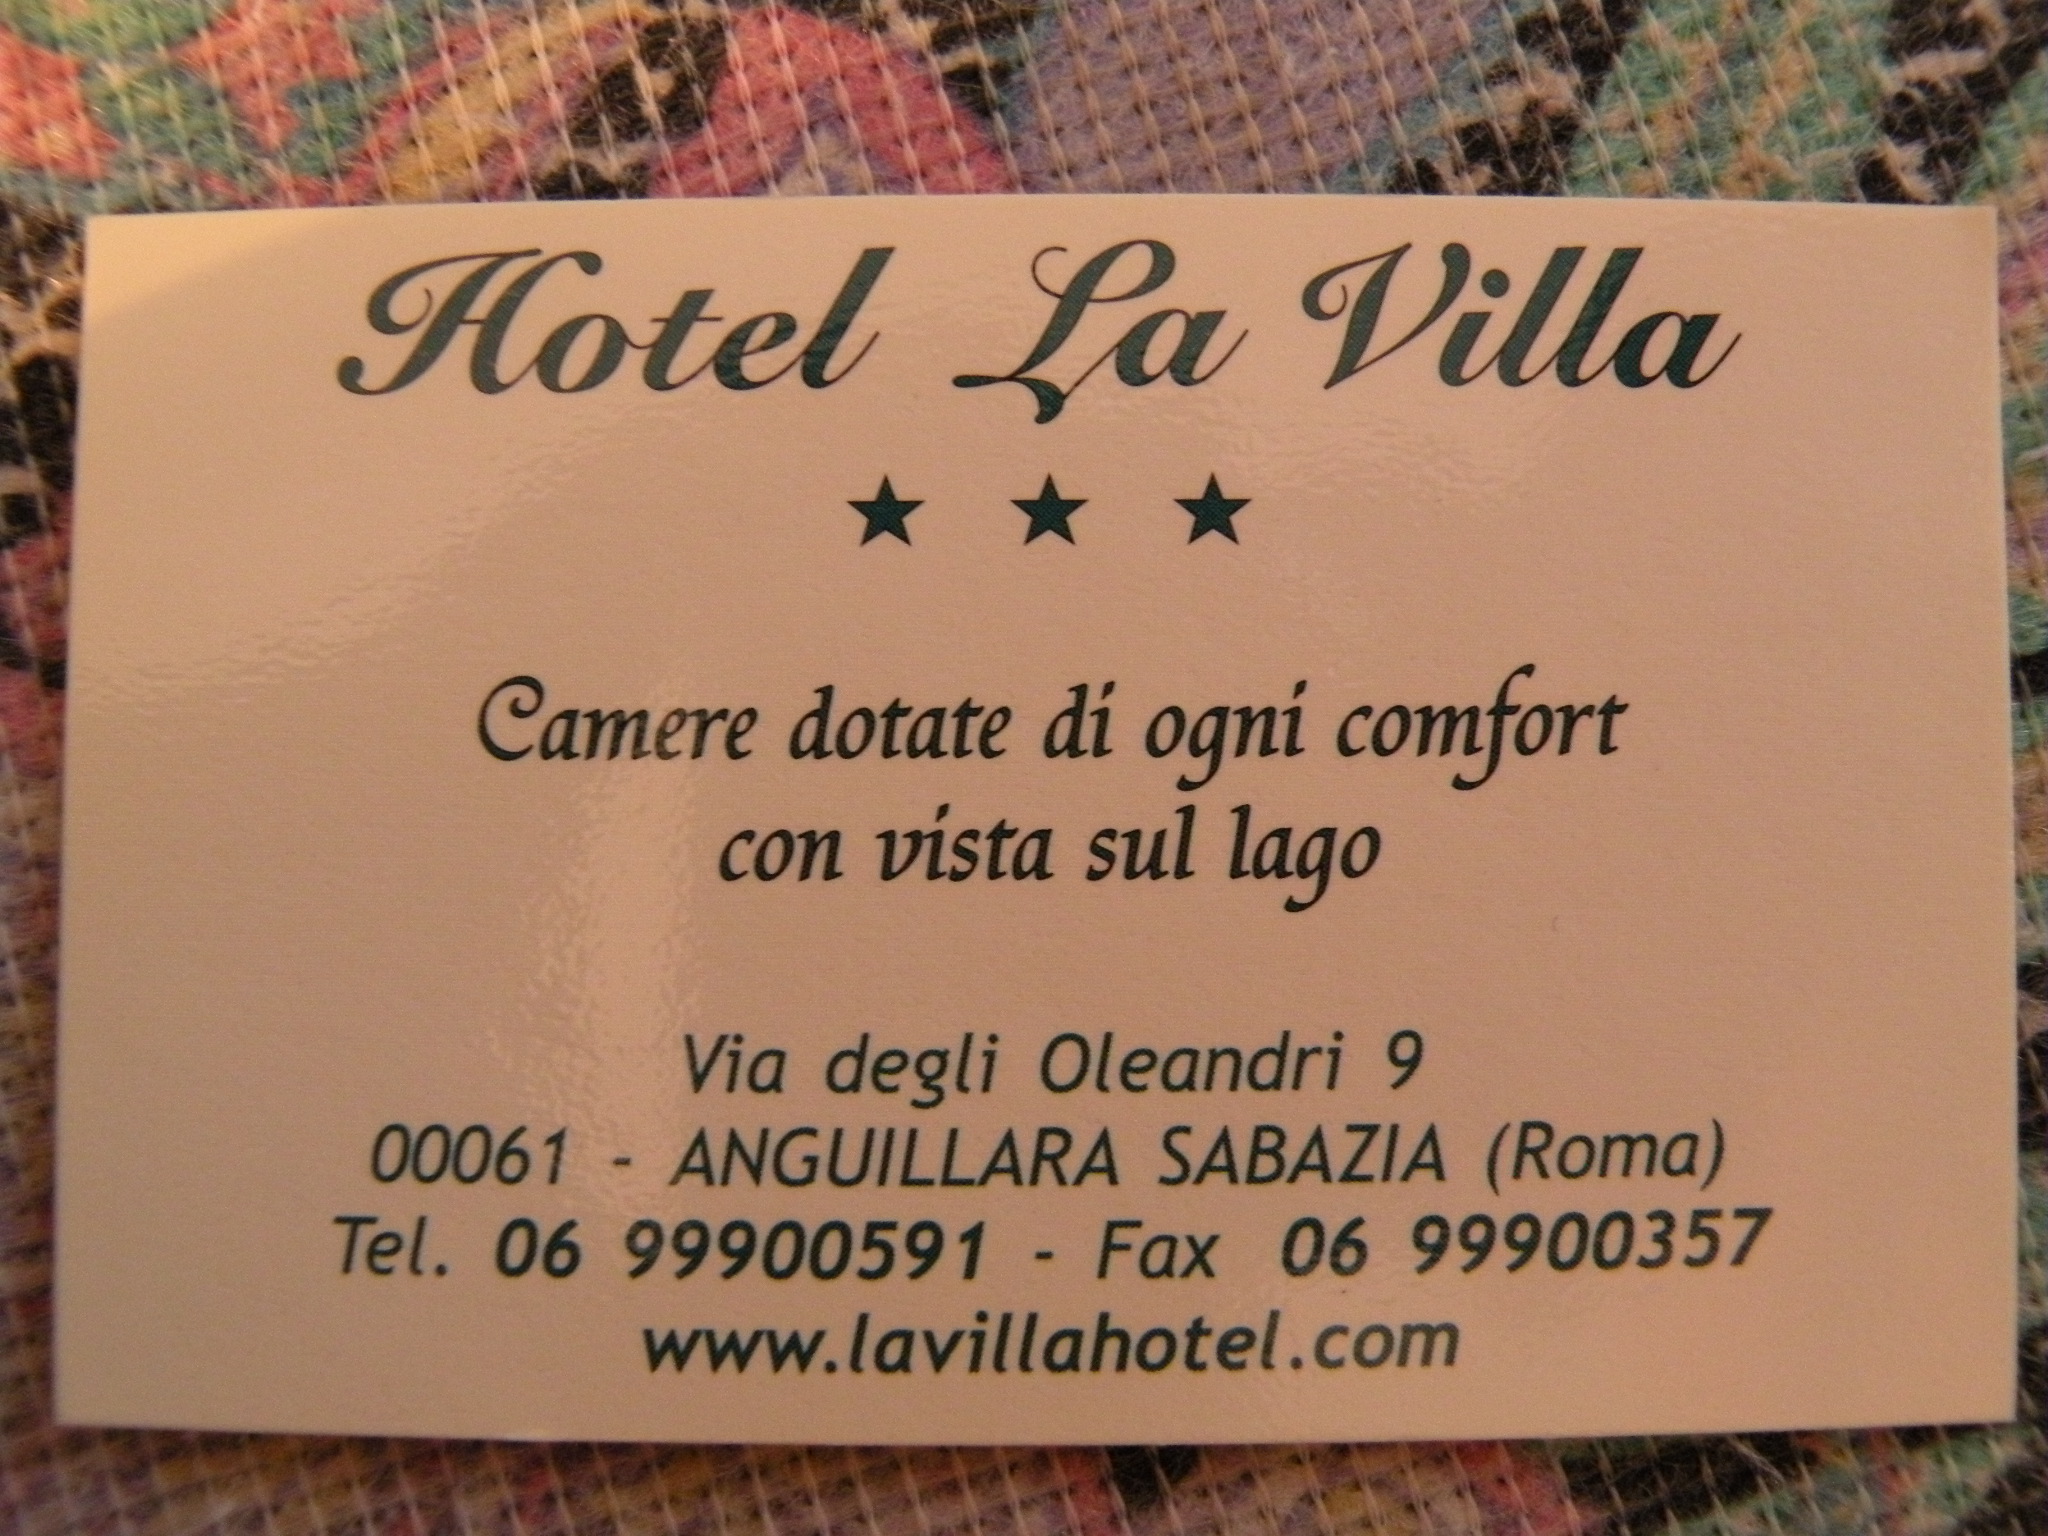 Hotel La Villa
★ ★ ★
Camere dotate di ogni comfort
con vista sul lago
Via degli Oleandri 9
00061 - ANGUILLARA SABAZIA (Roma)
Tel. 06 99900591 - Fax 06 99900357
www.lavillahotel.com